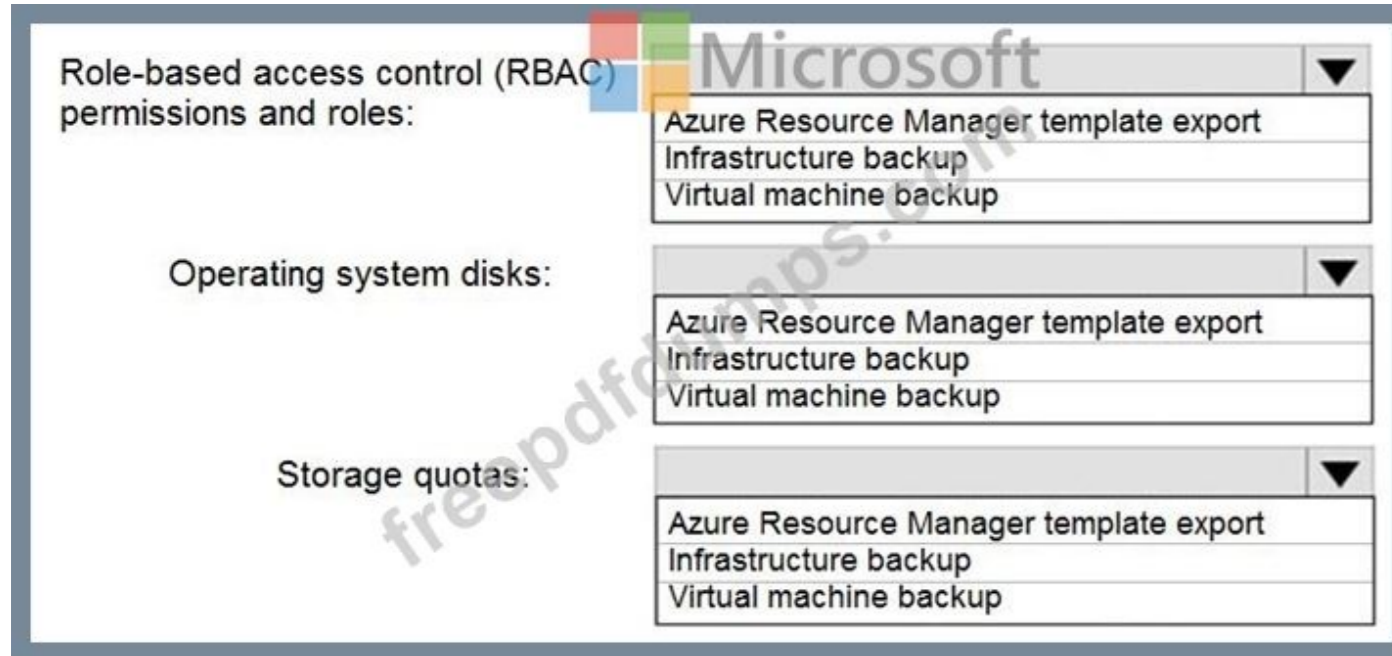 Microsoft
Role-based access control (RBAC)
permissions and roles:
Azure Resource Manager template export
Infrastructure backup
Virtual machine backup
Operating system disks:
Azure Resource Manager template export
Infrastructure backup
Virtual machine backup
Storage quotas:
Azure Resource Manager template export
Infrastructure backup
Virtual machine backup
freepdfdumps.com